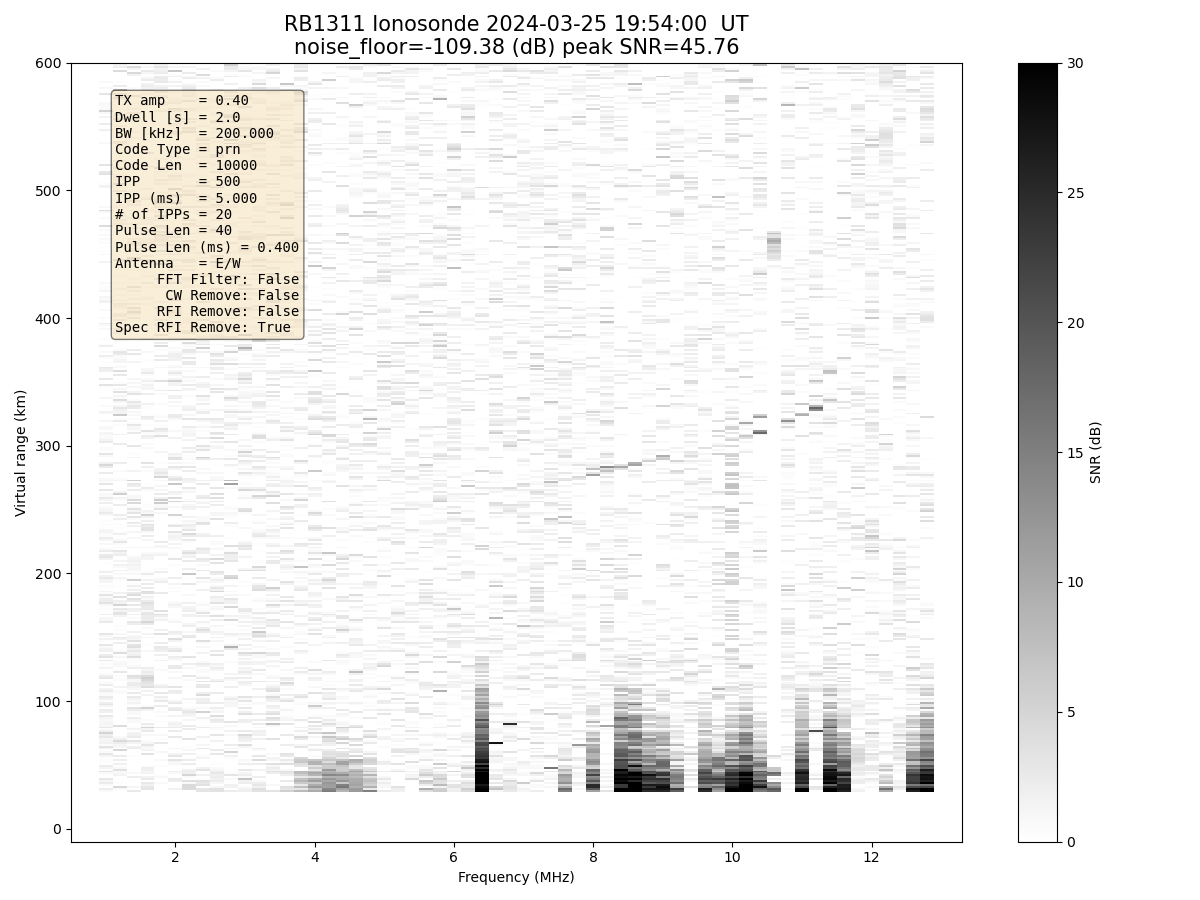 RB1311 Ionosonde 2024-03-25 19:54:00  UT
noise_floor=-109.38 (dB) peak SNR=45.76
TX amp    = 0.40
Dwell [s] = 2.0
BW [kHz]  = 200.000
Code Type = prn
Code Len  = 10000
IPP       = 500
IPP (ms)  = 5.000
# of IPPs = 20
Pulse Len = 40
Pulse Len (ms) = 0.400
Antenna   = E/W
FFT Filter: False
CW Remove: False
RFI Remove: False
Spec RFI Remove: True
600
500
400
300
200
100
0
Virtual range (km)
2
4
6
8
10
12
Frequency (MHz)
30
25
20
15
10
5
0
SNR (dB)